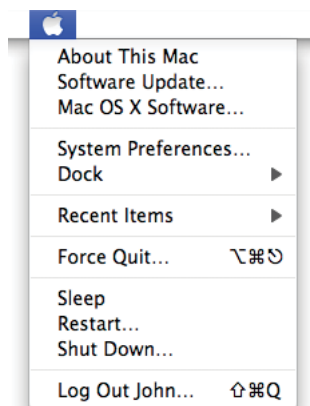 About This Mac
Software Update...
Mac OS X Software...
System Preferences...
Dock
Recent Items
Force Quit... ⌥⌘⎋
Sleep
Restart...
Shut Down...
Log Out John... ⇧⌘Q